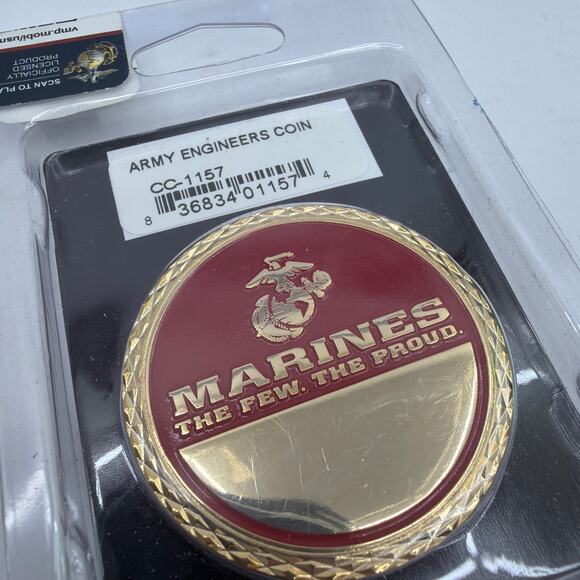 vmp.mobi/usm
SCAN TO PLA
OFFICIALLY
LICENSED
PRODUCT
ARMY ENGINEERS COIN
CC-1157
8 36834 01157 4
MARINES
THE FEW. THE PROUD.